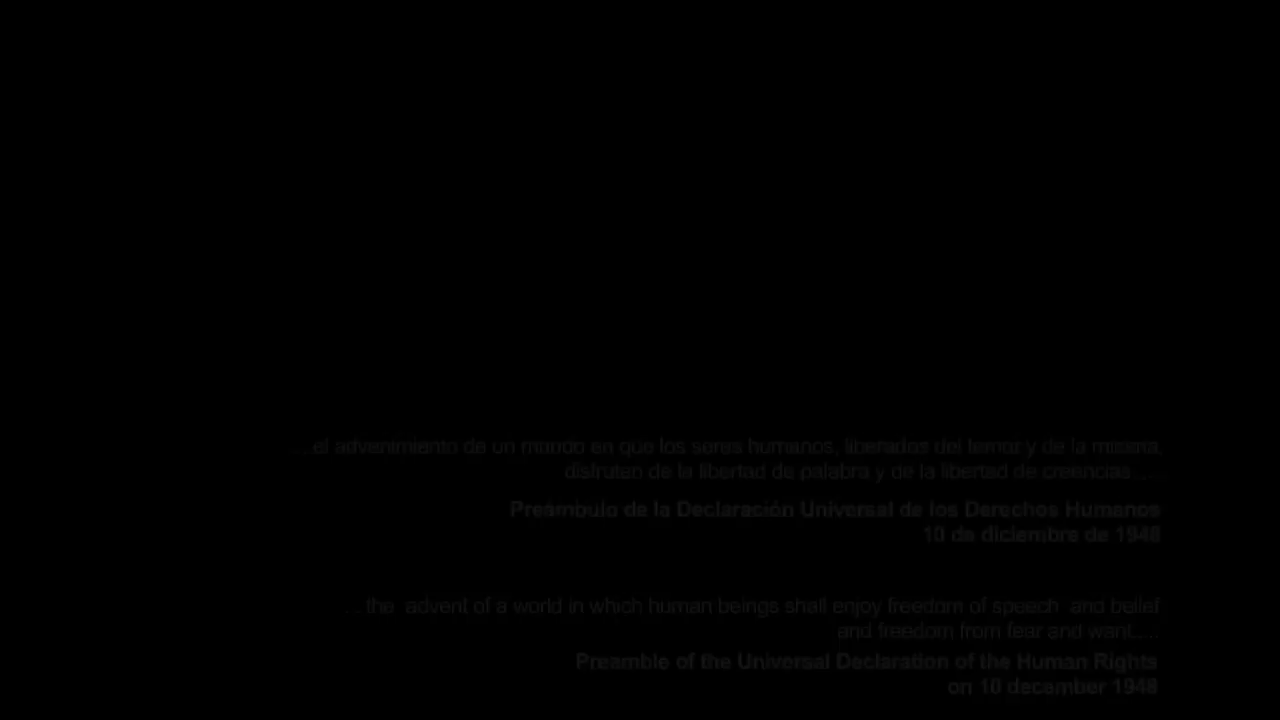 ....el advenimiento de un mundo en que los seres humanos, liberados del temor y de la miseria,
disfruten de la libertad de palabra y de la libertad de creencias ....
Preámbulo de la Declaración Universal de los Derechos Humanos
10 de diciembre de 1948
... the advent of a world in which human beings shall enjoy freedom of speech and belief
and freedom from fear and want....
Preamble of the Universal Declaration of the Human Rights
on 10 december 1948